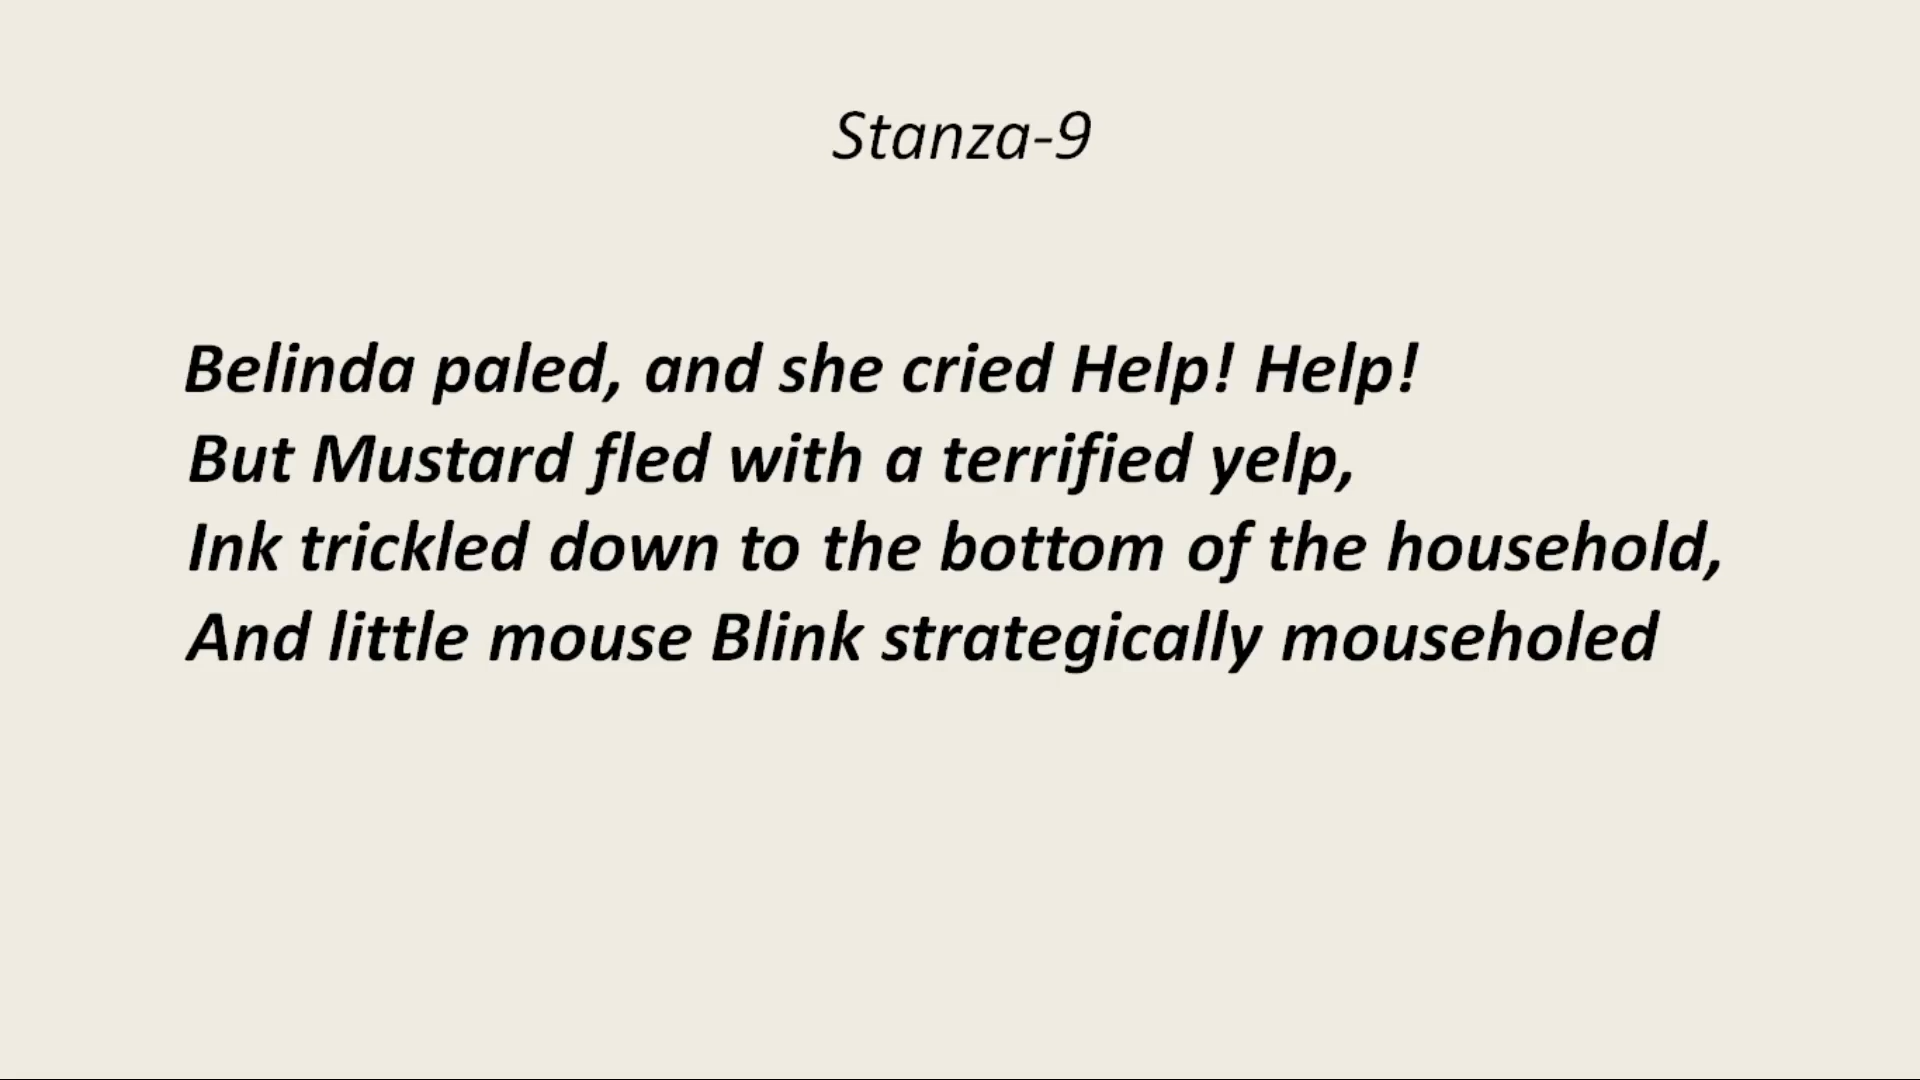 Stanza-9
Belinda paled, and she cried Help! Help!
But Mustard fled with a terrified yelp,
Ink trickled down to the bottom of the household,
And little mouse Blink strategically mouseholed